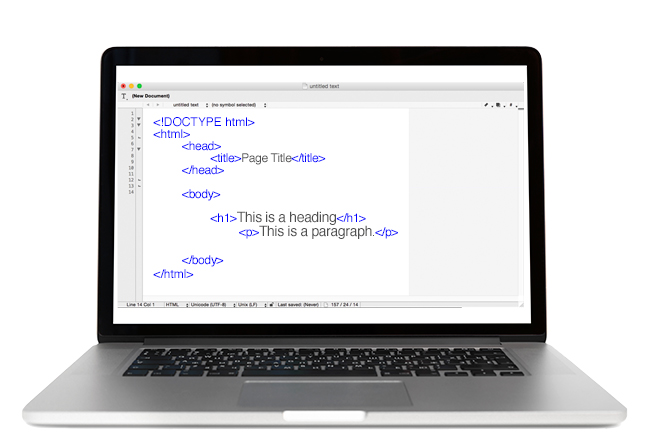 untitled text
(New Document)
< > untitled text (no symbol selected)
1
2
3
4
5
6
7
8
9
10
11
12
13
14
<!DOCTYPE html>
<html>
<head>
<title>Page Title</title>
</head>
<body>
<h1>This is a heading</h1>
<p>This is a paragraph.</p>
</body>
</html>
Line 14 Col 1 HTML Unicode (UTF-8) Unix (LF) Last saved: (Never) 157 / 24 / 14